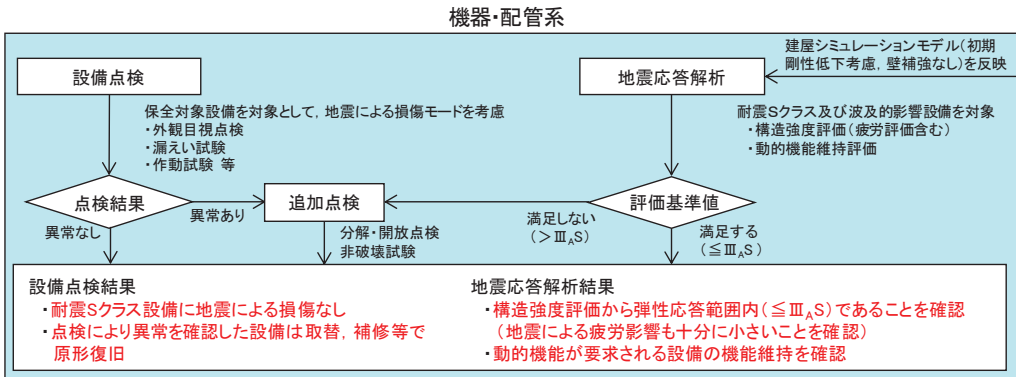 機器・配管系
建屋シミュレーションモデル(初期
剛性低下考慮, 壁補強なし)を反映
設備点検
地震応答解析
保全対象設備を対象として, 地震による損傷モードを考慮
・外観目視点検
・漏えい試験
・作動試験 等
耐震Sクラス及び波及的影響設備を対象
・構造強度評価(疲労評価含む)
・動的機能維持評価
点検結果
追加点検
評価基準値
異常あり
異常なし
分解・開放点検
非破壊試験
満足しない
(>ⅢAS)
満足する
(≦ⅢAS)
設備点検結果
・耐震Sクラス設備に地震による損傷なし
・点検により異常を確認した設備は取替, 補修等で
原形復旧
地震応答解析結果
・構造強度評価から弾性応答範囲内(≦ⅢAS)であることを確認
(地震による疲労影響も十分に小さいことを確認)
・動的機能が要求される設備の機能維持を確認